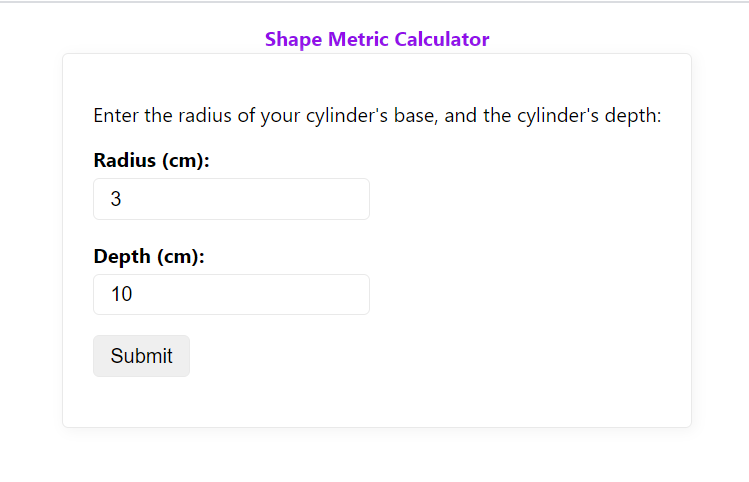 Shape Metric Calculator
Enter the radius of your cylinder's base, and the cylinder's depth:
Radius (cm):
3
Depth (cm):
10
Submit